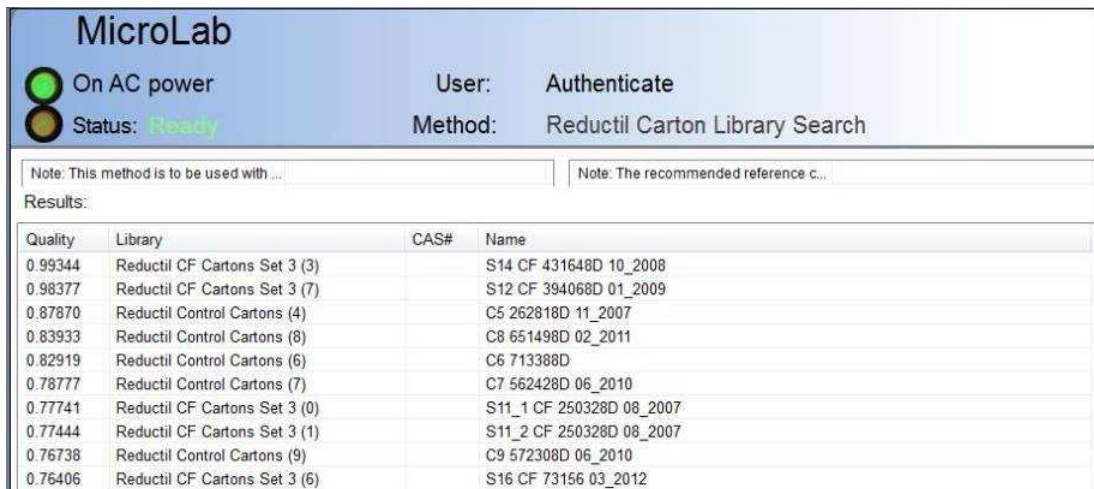 MicroLab
On AC power User: Authenticate
Status: Ready Method: Reductil Carton Library Search
Note: This method is to be used with ... Note: The recommended reference c...
Results:
Quality Library CAS# Name
0.99344 Reductil CF Cartons Set 3 (3) S14 CF 431648D 10_2008
0.98377 Reductil CF Cartons Set 3 (7) S12 CF 394068D 01_2009
0.87870 Reductil Control Cartons (4) C5 262818D 11_2007
0.83933 Reductil Control Cartons (8) C8 651498D 02_2011
0.82919 Reductil Control Cartons (6) C6 713388D
0.78777 Reductil Control Cartons (7) C7 562428D 06_2010
0.77741 Reductil CF Cartons Set 3 (0) S11_1 CF 250328D 08_2007
0.77444 Reductil CF Cartons Set 3 (1) S11_2 CF 250328D 08_2007
0.76738 Reductil Control Cartons (9) C9 572308D 06_2010
0.76406 Reductil CF Cartons Set 3 (6) S16 CF 73156 03_2012